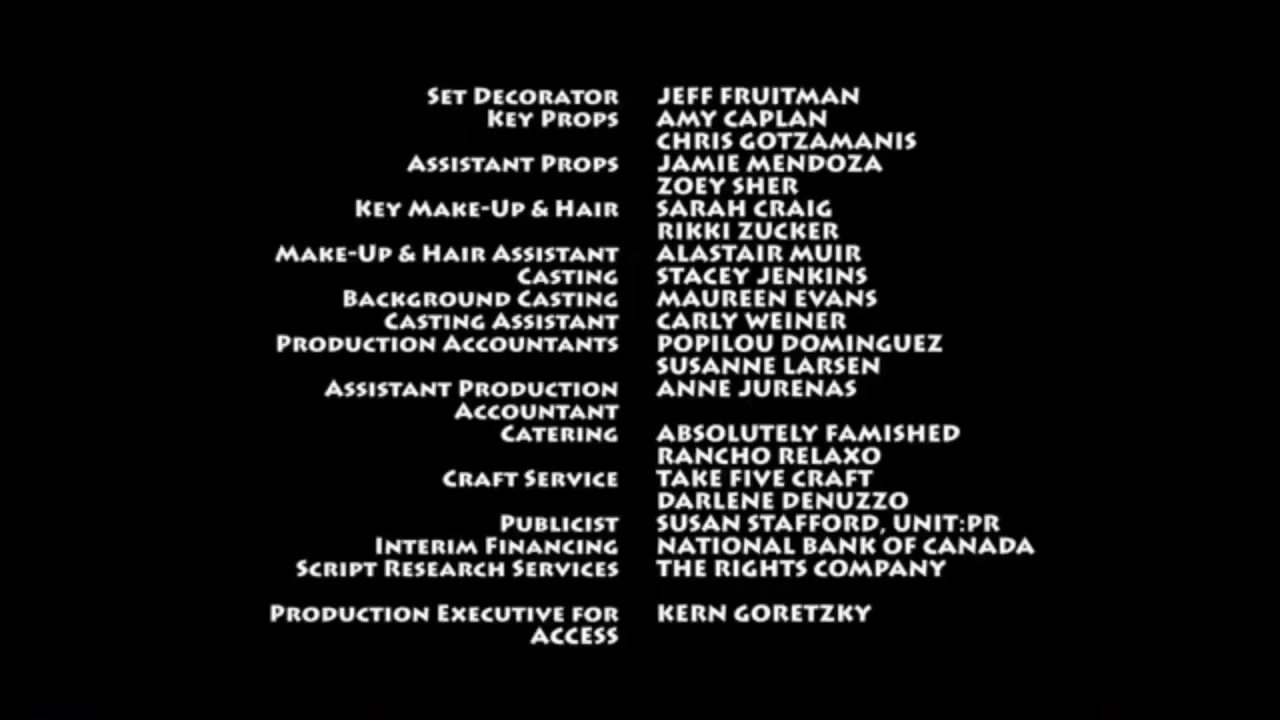 Set Decorator JEFF FRUITMAN
Key Props AMY CAPLAN
CHRIS GOTZAMANIS
Assistant Props JAMIE MENDOZA
ZOEY SHER
Key Make-Up & Hair SARAH CRAIG
RIKKI ZUCKER
Make-Up & Hair Assistant ALASTAIR MUIR
Casting STACEY JENKINS
Background Casting MAUREEN EVANS
Casting Assistant CARLY WEINER
Production Accountants POPILOU DOMINGUEZ
SUSANNE LARSEN
Assistant Production ANNE JURENAS
Accountant
Catering ABSOLUTELY FAMISHED
RANCHO RELAXO
Craft Service TAKE FIVE CRAFT
DARLENE DENUZZO
Publicist SUSAN STAFFORD, UNIT:PR
Interim Financing NATIONAL BANK OF CANADA
Script Research Services THE RIGHTS COMPANY
Production Executive for KERN GORETZKY
ACCESS